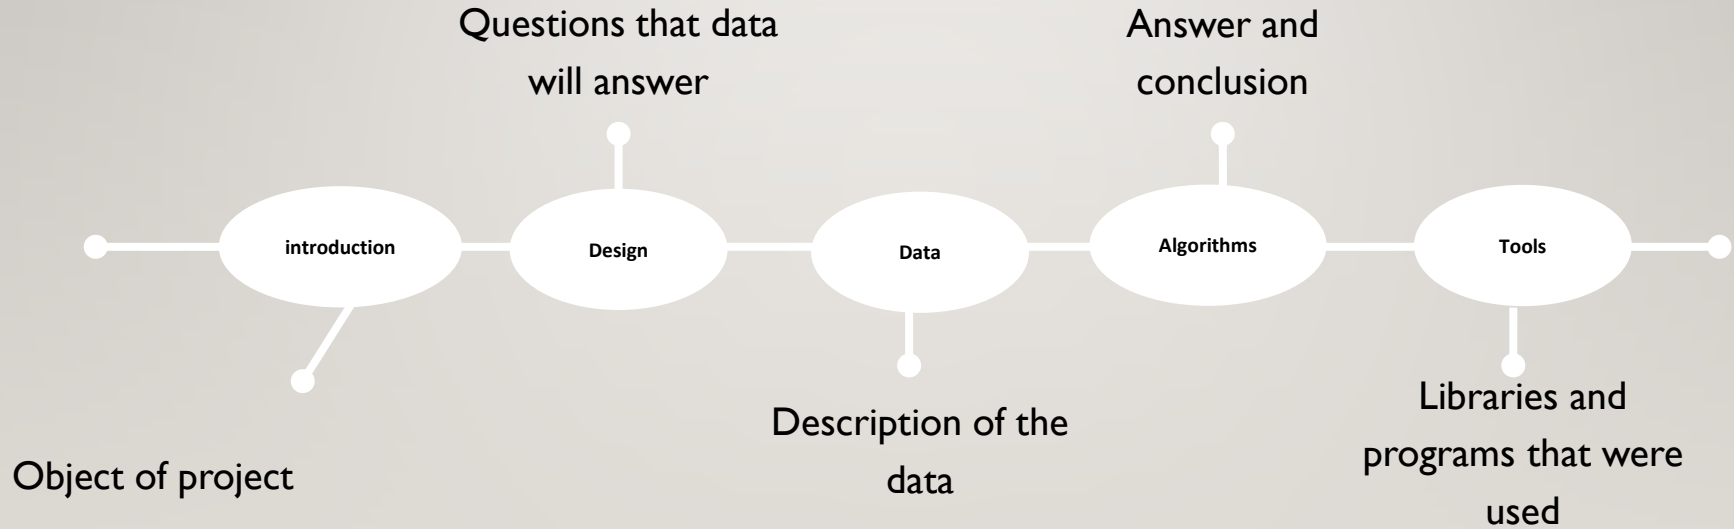 Questions that data
will answer
Answer and
conclusion
introduction
Design
Data
Algorithms
Tools
Object of project
Description of the
data
Libraries and
programs that were
used